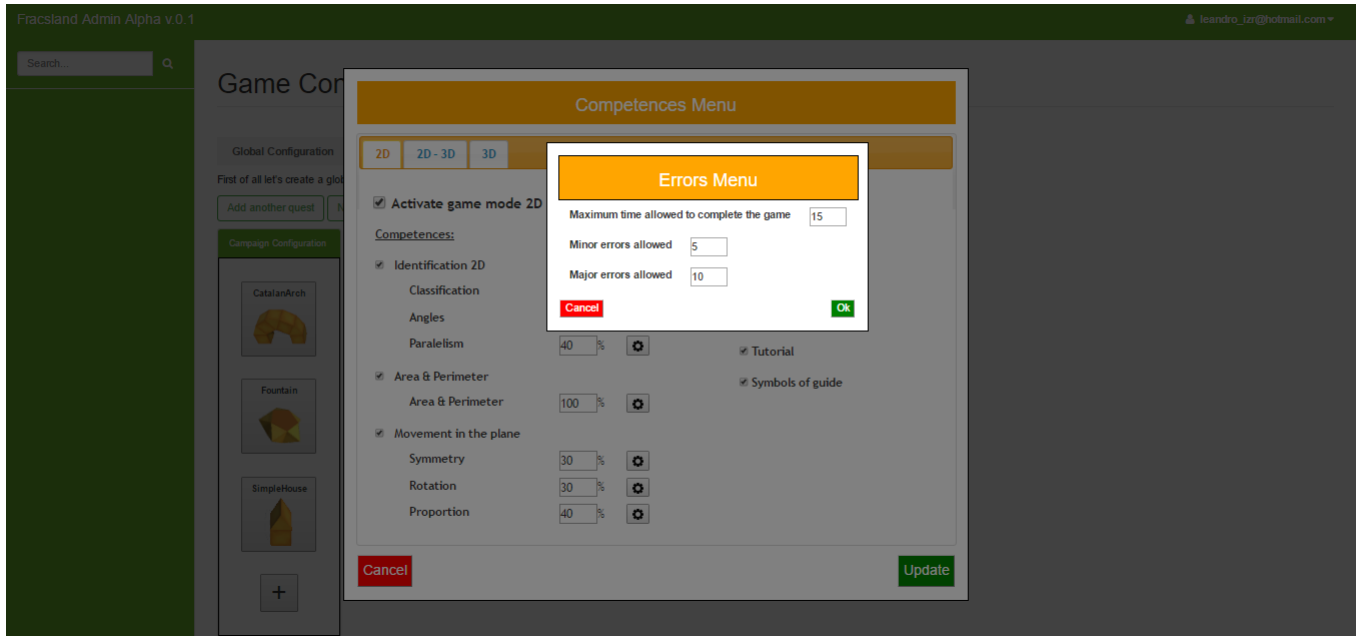 Fracsland Admin Alpha v.0.1
leandro_izr@hotmail.com
Search...
Game Con
Global Configuration
First of all let's create a glob
Add another quest
Campaign Configuration
CatalanArch
Fountain
SimpleHouse
+
Competences Menu
2D 2D - 3D 3D
Activate game mode 2D
Competences:
Identification 2D
Classification
Angles
Paralelism 40 %
Area & Perimeter
Area & Perimeter 100 %
Movement in the plane
Symmetry 30 %
Rotation 30 %
Proportion 40 %
Tutorial
Symbols of guide
Cancel Update
Errors Menu
Maximum time allowed to complete the game 15
Minor errors allowed 5
Major errors allowed 10
Cancel Ok